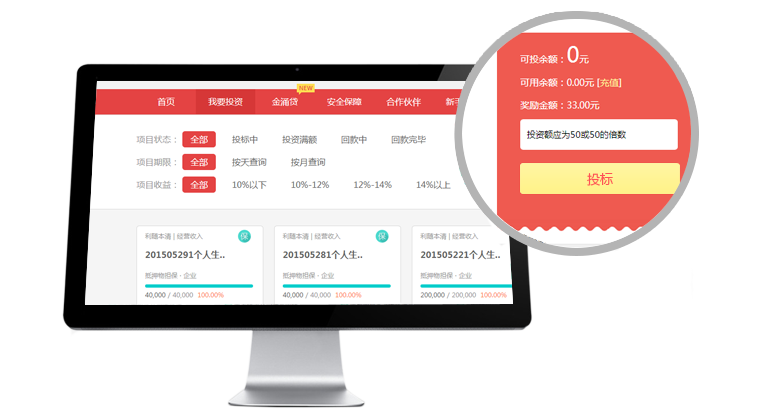 NEW
首页 我要投资 金涌贷 安全保障 合作伙伴 新手
项目状态： 全部 投标中 投资满额 回款中 回款完毕
项目期限： 全部 按天查询 按月查询
项目收益： 全部 10%以下 10%-12% 12%-14% 14%以上
利随本清 | 经营收入 保
201505291个人生..
抵押物担保 - 企业
40,000 / 40,000 100.00%
利随本清 | 经营收入 保
201505281个人生..
抵押物担保 - 企业
40,000 / 40,000 100.00%
利随本清 | 经营收入
201505221个人生..
抵押物担保 - 企业
200,000 / 200,000 100.00%
可投余额：0元
可用余额：0.00元 [充值]
奖励金额：33.00元
投资额应为50或50的倍数
投标